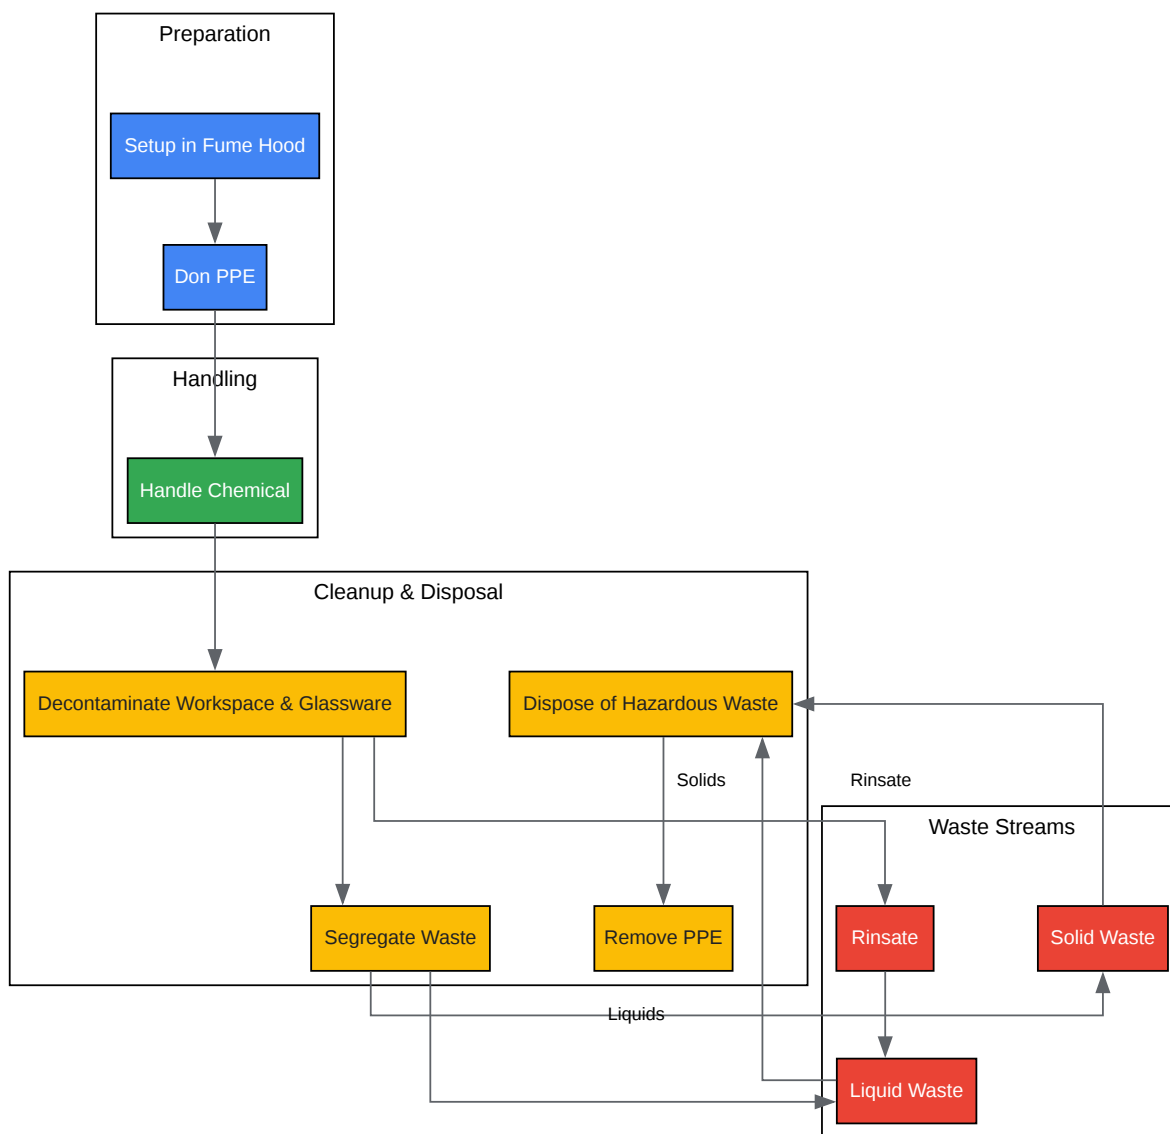 Preparation
Setup in Fume Hood
Don PPE
Handling
Handle Chemical
Cleanup & Disposal
Decontaminate Workspace & Glassware
Dispose of Hazardous Waste
Solids
Rinsate
Waste Streams
Segregate Waste
Remove PPE
Rinsate
Solid Waste
Liquids
Liquid Waste